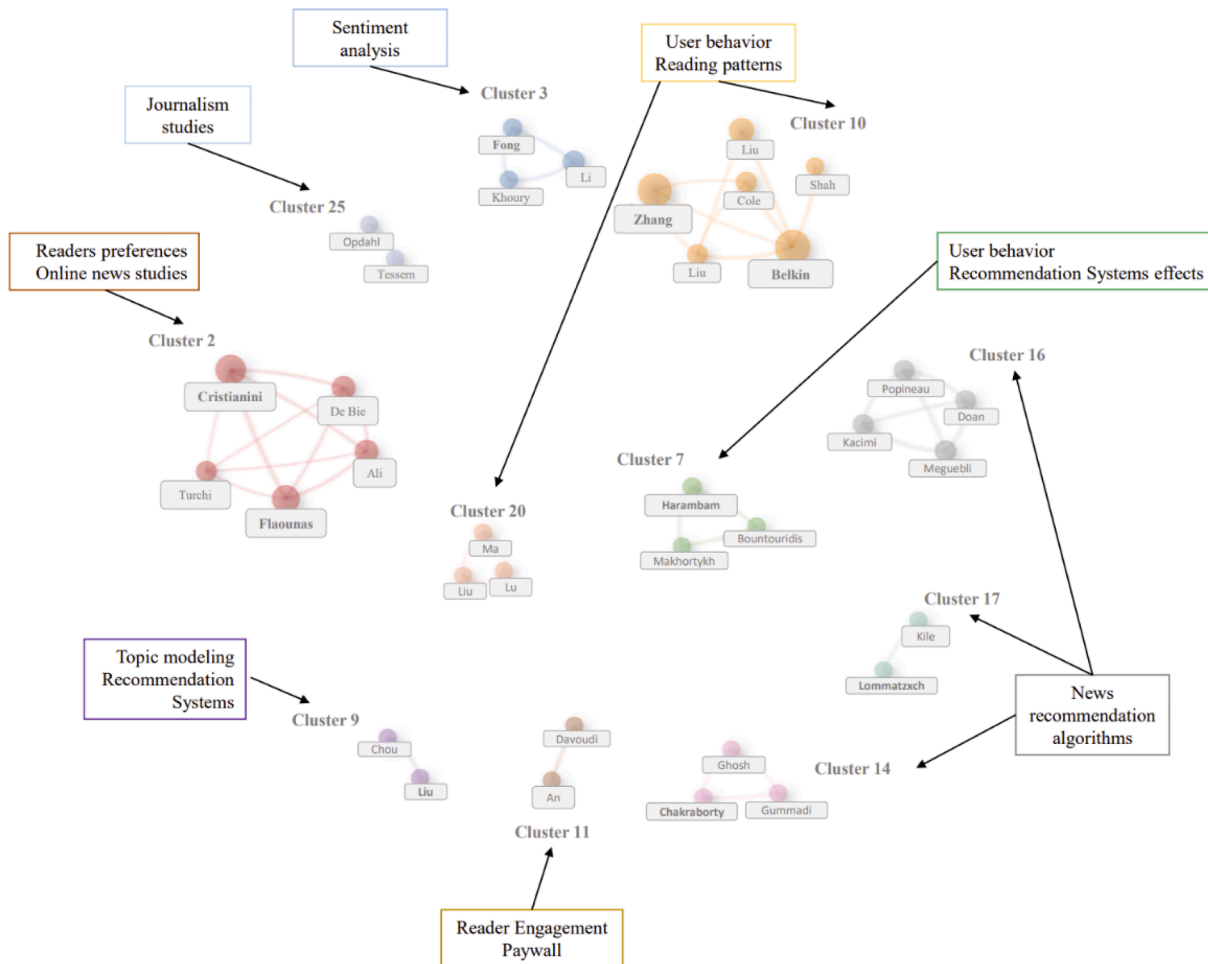 Sentiment
analysis
User behavior
Reading patterns
Journalism
studies
Cluster 3
Fong
Li
Khoury
Cluster 10
Liu
Shah
Cole
Zhang
Liu
Belkin
Cluster 25
Opdahl
Tessem
Readers preferences
Online news studies
User behavior
Recommendation Systems effects
Cluster 2
Cristianini
De Bie
Ali
Turchi
Flaounas
Cluster 16
Popineau
Doan
Kacimi
Meguebli
Cluster 7
Harambam
Bountouridis
Makhortykh
Cluster 20
Ma
Liu
Lu
Cluster 17
Kile
Lommatzxch
Topic modeling
Recommendation
Systems
News
recommendation
algorithms
Cluster 9
Chou
Liu
Davoudi
An
Cluster 11
Ghosh
Chakraborty
Gummadi
Cluster 14
Reader Engagement
Paywall